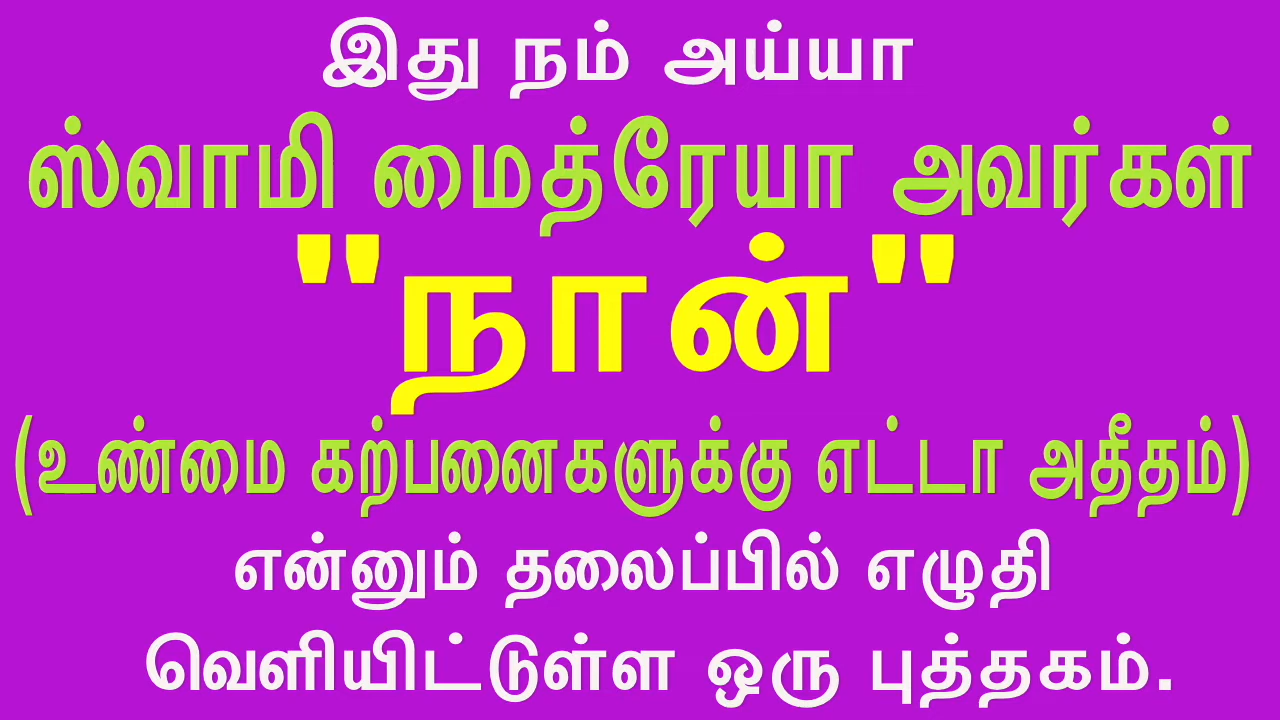 இது நம் அய்யா
ஸ்வாமி மைத்ரேயா அவர்கள்
"நான்"
(உண்மை கற்பனைகளுக்கு எட்டா அதீதம்)
என்னும் தலைப்பில் எழுதி
வெளியிட்டுள்ள ஒரு புத்தகம்.